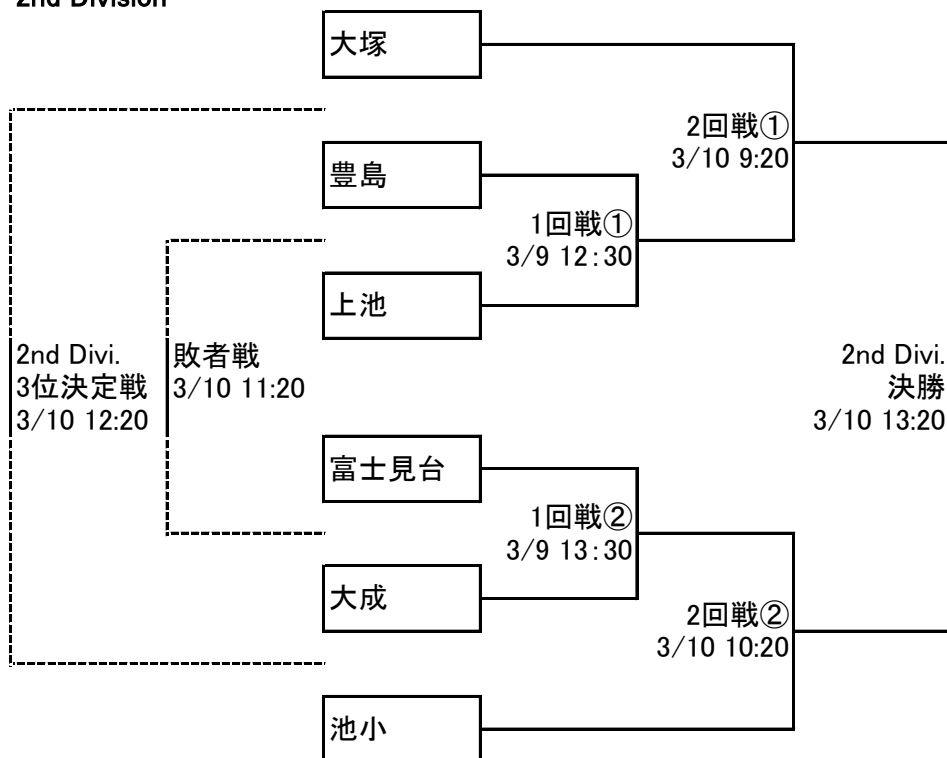 2nd Division
大塚
2回戦①
3/10 9:20
豊島
1回戦①
3/9 12:30
上池
2nd Divi.
3位決定戦
3/10 12:20
敗者戦
3/10 11:20
2nd Divi.
決勝
3/10 13:20
富士見台
1回戦②
3/9 13:30
大成
2回戦②
3/10 10:20
池小